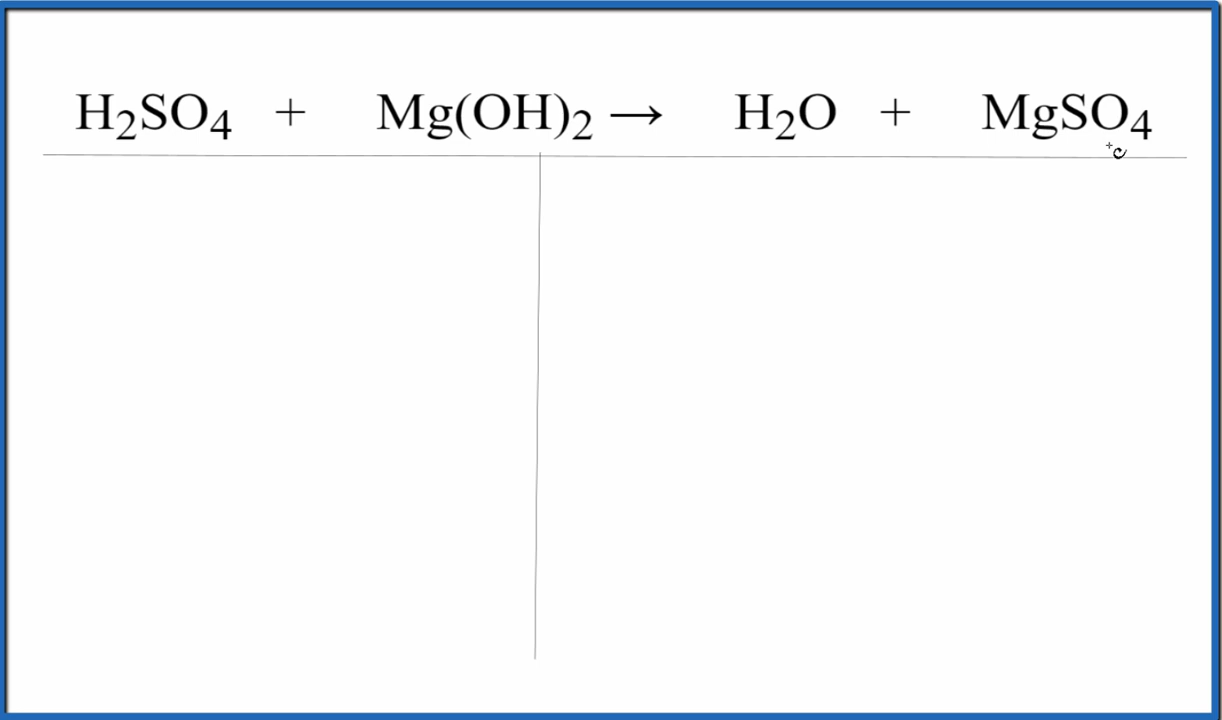 H₂SO₄ + Mg(OH)₂ → H₂O + MgSO₄